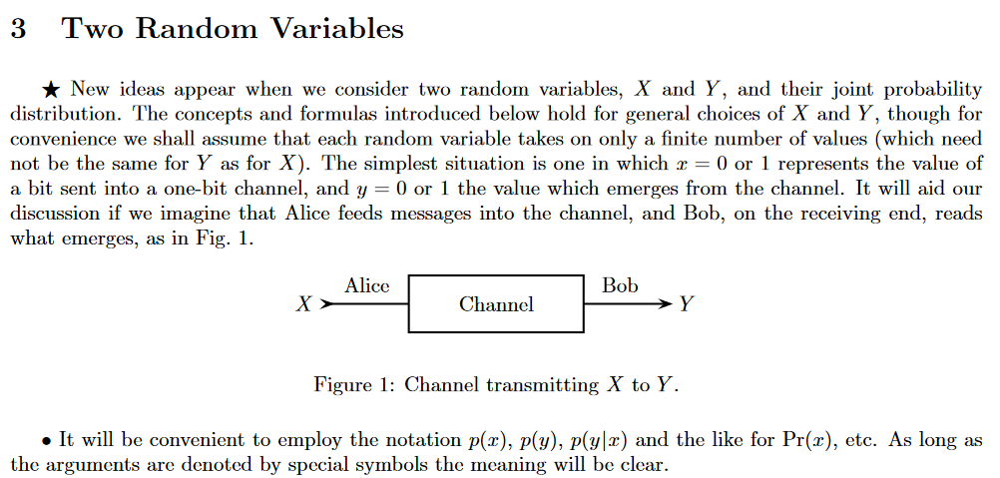 3 Two Random Variables
★ New ideas appear when we consider two random variables, X and Y, and their joint probability
distribution. The concepts and formulas introduced below hold for general choices of X and Y, though for
convenience we shall assume that each random variable takes on only a finite number of values (which need
not be the same for Y as for X). The simplest situation is one in which x = 0 or 1 represents the value of
a bit sent into a one-bit channel, and y = 0 or 1 the value which emerges from the channel. It will aid our
discussion if we imagine that Alice feeds messages into the channel, and Bob, on the receiving end, reads
what emerges, as in Fig. 1.
Alice Bob
X Channel Y
Figure 1: Channel transmitting X to Y.
• It will be convenient to employ the notation p(x), p(y), p(y|x) and the like for Pr(x), etc. As long as
the arguments are denoted by special symbols the meaning will be clear.